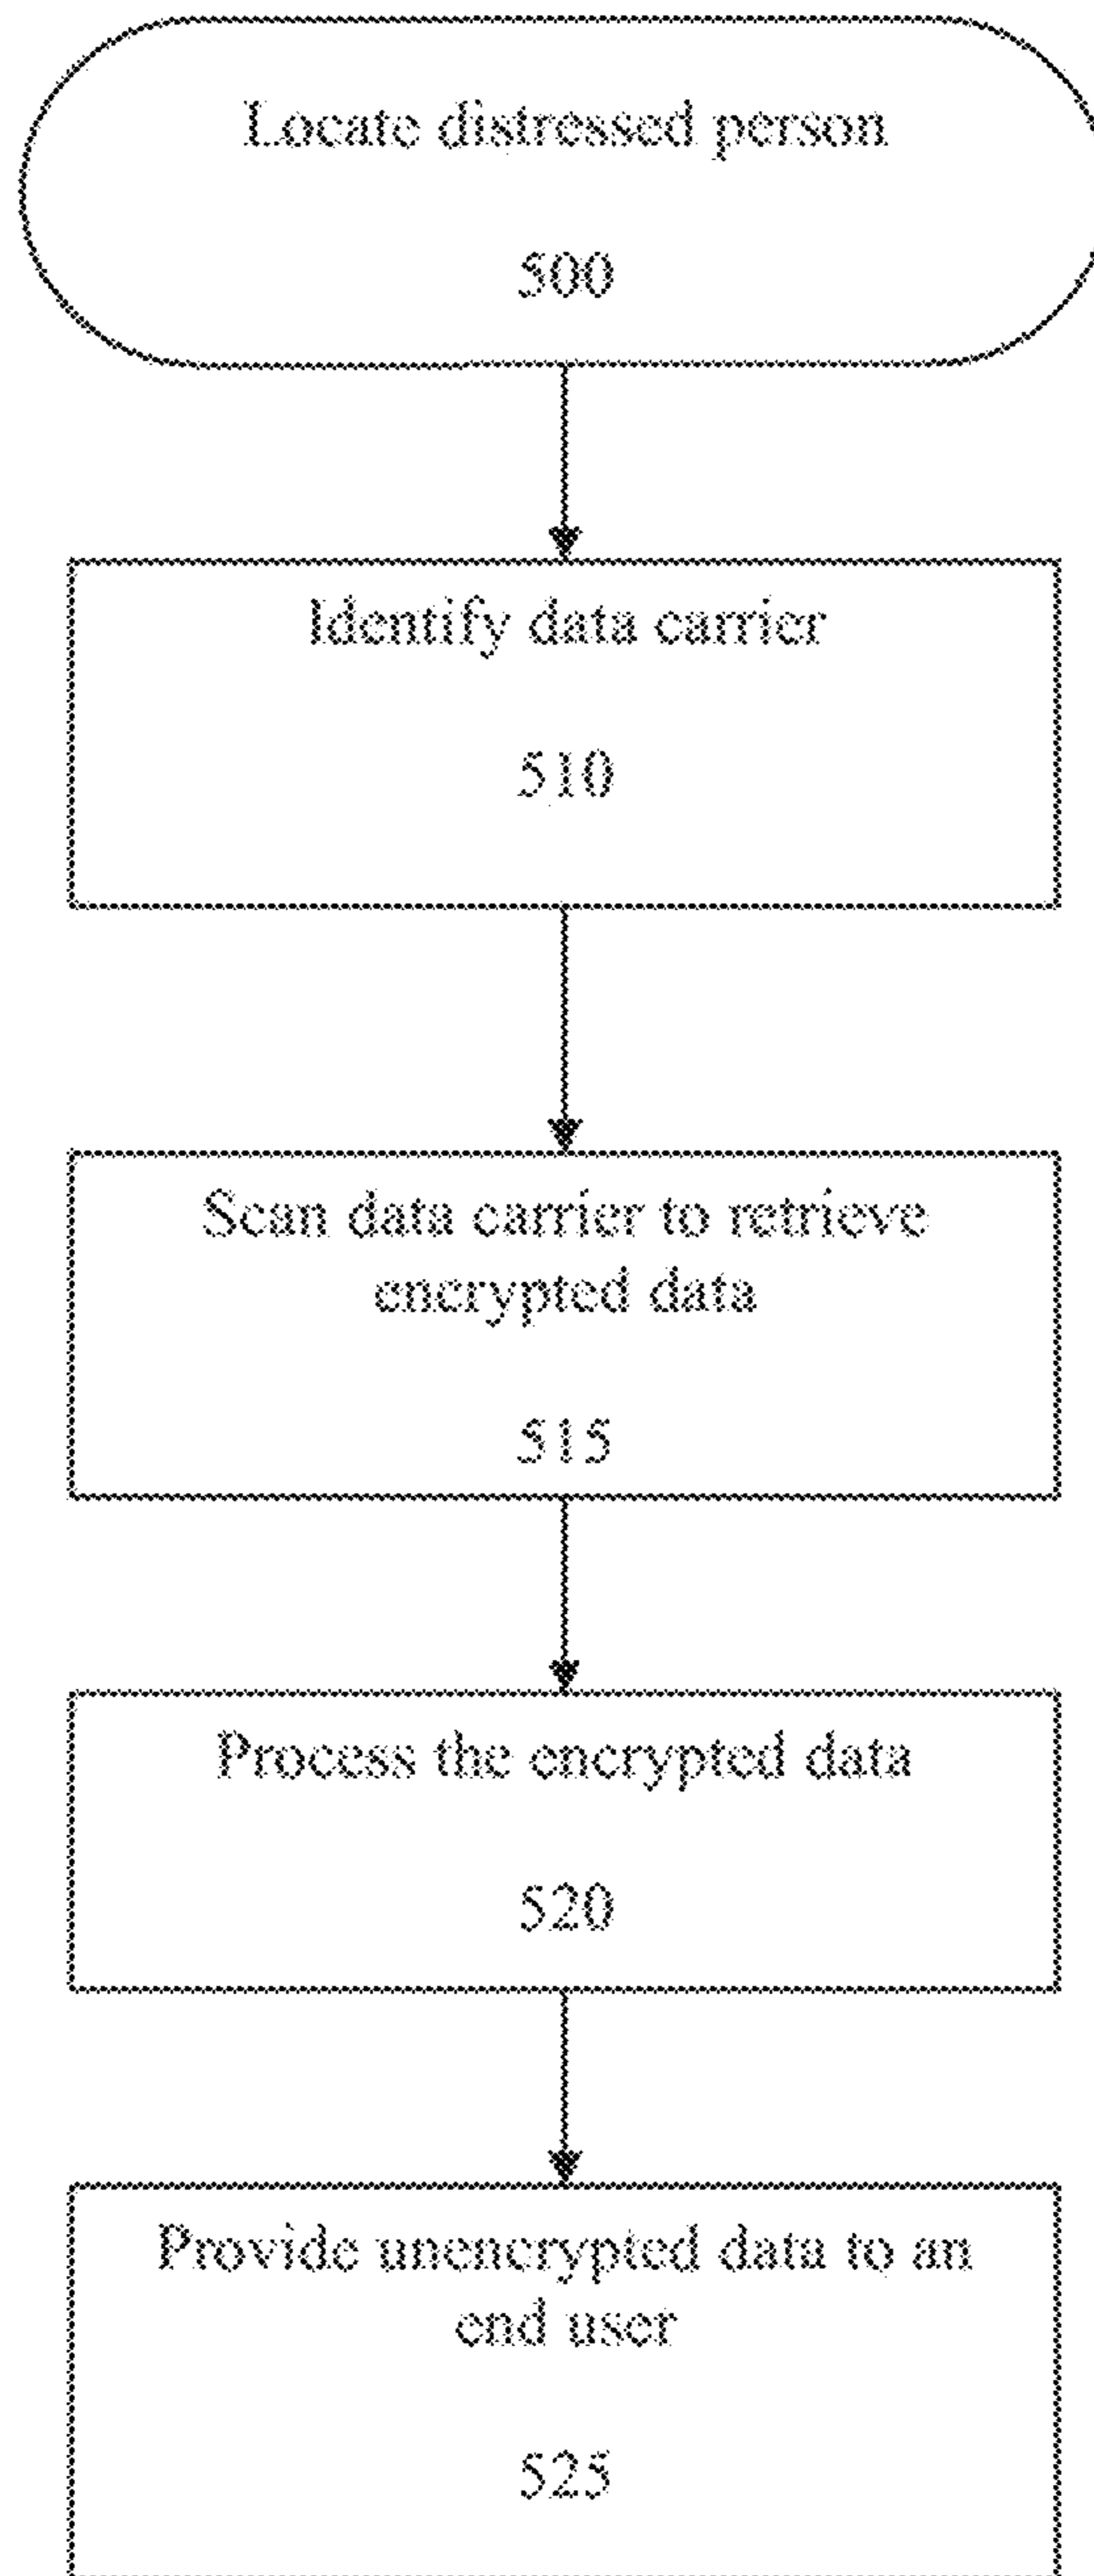 Locate distressed person
500
Identify data carrier
510
Scan data carrier to retrieve
encrypted data
515
Process the encrypted data
520
Provide unencrypted data to an
end user
525